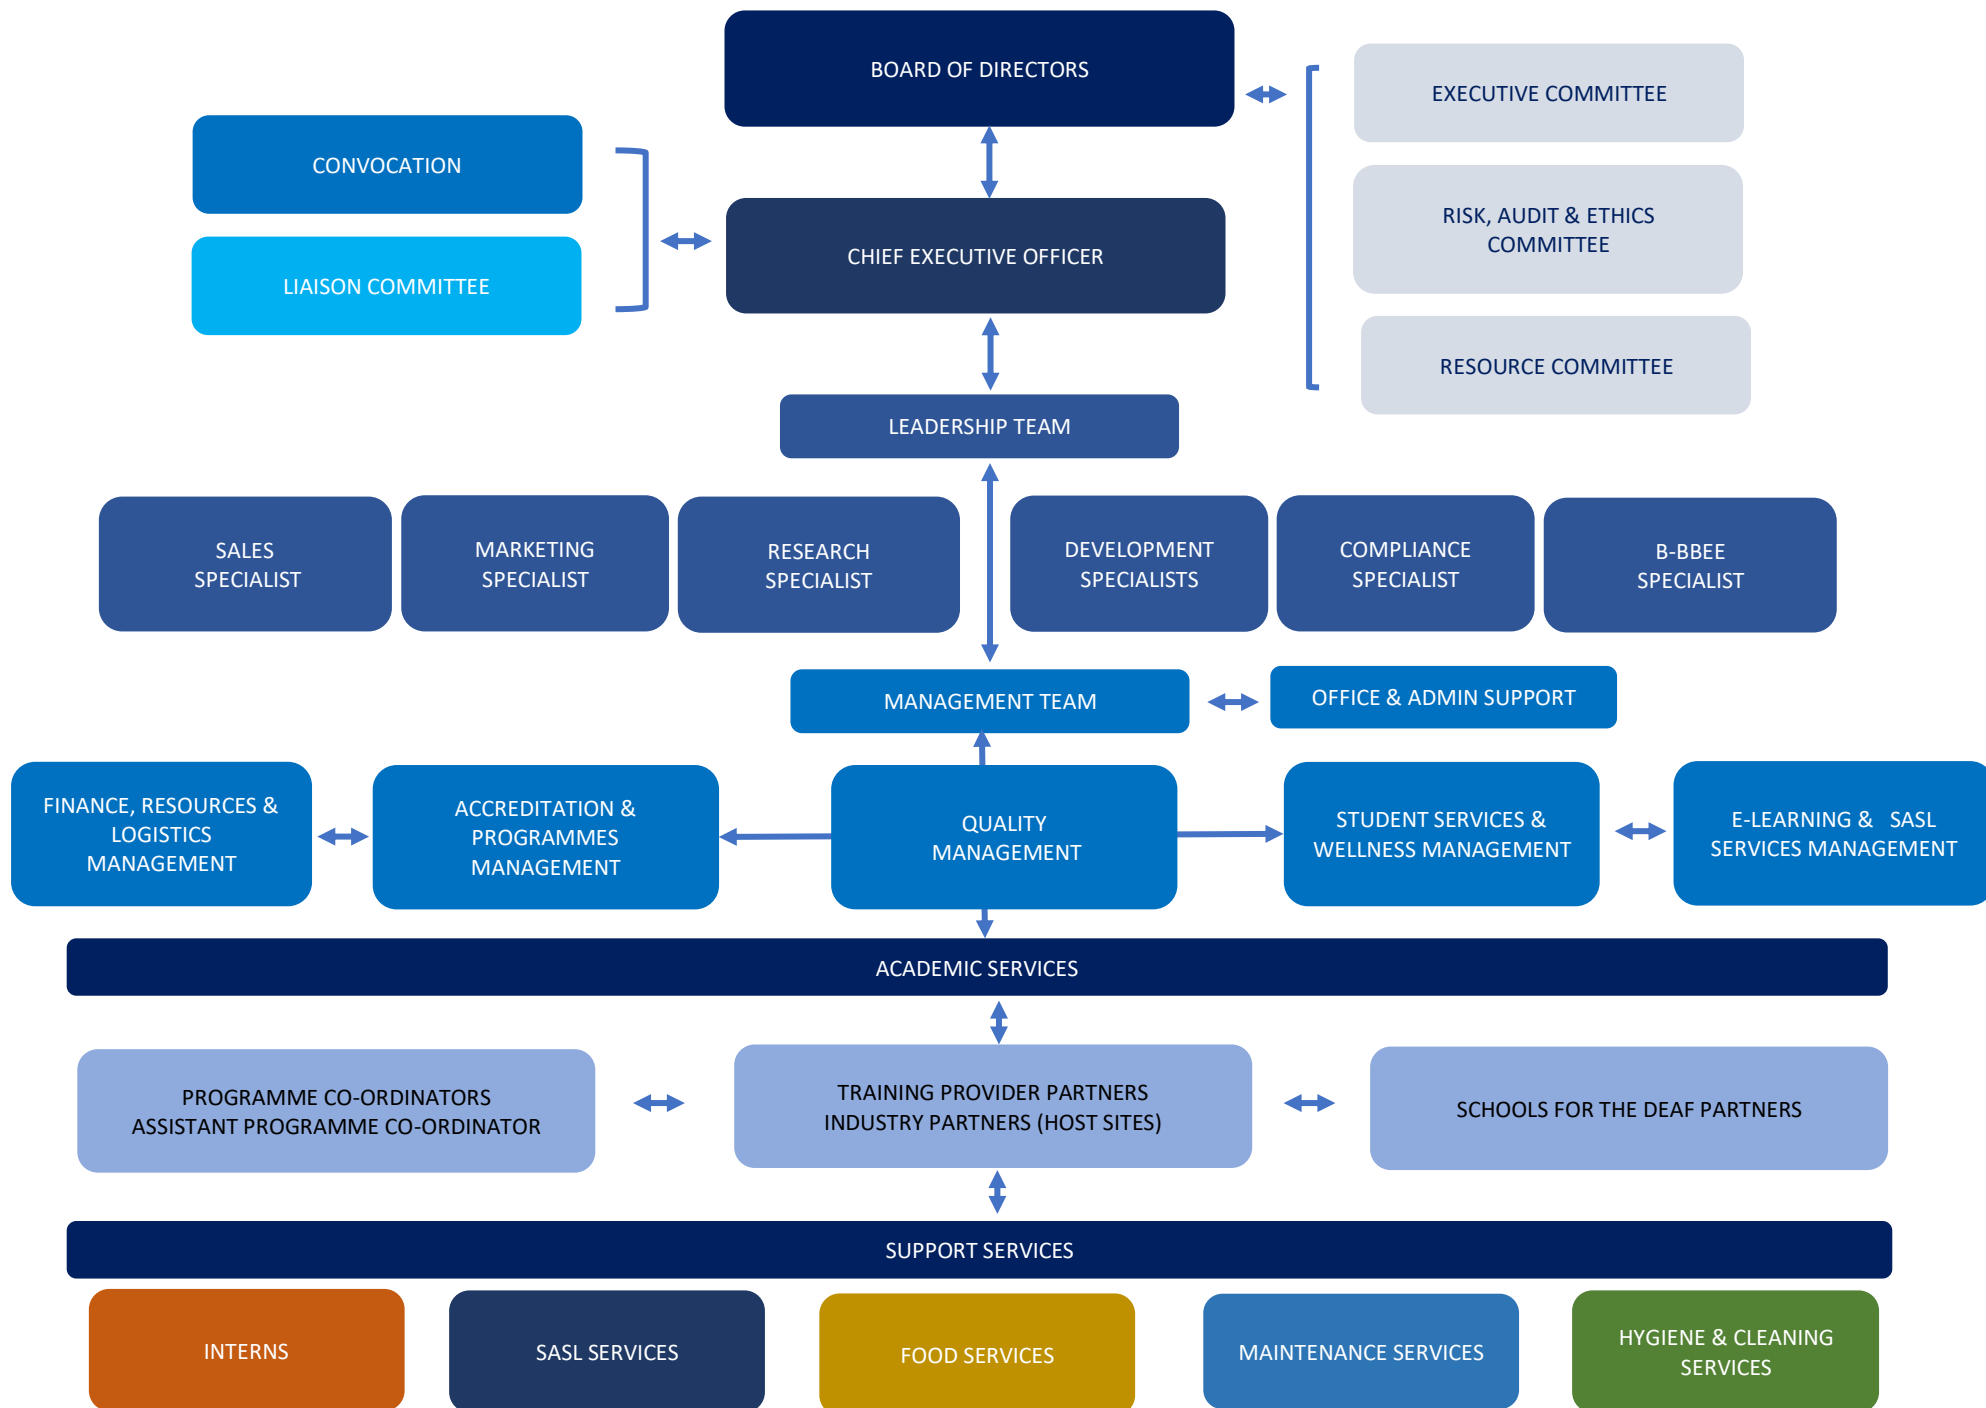 BOARD OF DIRECTORS
EXECUTIVE COMMITTEE
CONVOCATION
RISK, AUDIT & ETHICS
COMMITTEE
CHIEF EXECUTIVE OFFICER
LIAISON COMMITTEE
RESOURCE COMMITTEE
LEADERSHIP TEAM
SALES
SPECIALIST
MARKETING
SPECIALIST
RESEARCH
SPECIALIST
DEVELOPMENT
SPECIALISTS
COMPLIANCE
SPECIALIST
B-BBEE
SPECIALIST
MANAGEMENT TEAM
OFFICE & ADMIN SUPPORT
FINANCE, RESOURCES &
LOGISTICS
MANAGEMENT
ACCREDITATION &
PROGRAMMES
MANAGEMENT
QUALITY
MANAGEMENT
STUDENT SERVICES &
WELLNESS MANAGEMENT
E-LEARNING & SASL
SERVICES MANAGEMENT
ACADEMIC SERVICES
PROGRAMME CO-ORDINATORS
ASSISTANT PROGRAMME CO-ORDINATOR
TRAINING PROVIDER PARTNERS
INDUSTRY PARTNERS (HOST SITES)
SCHOOLS FOR THE DEAF PARTNERS
SUPPORT SERVICES
INTERNS
SASL SERVICES
FOOD SERVICES
MAINTENANCE SERVICES
HYGIENE & CLEANING
SERVICES